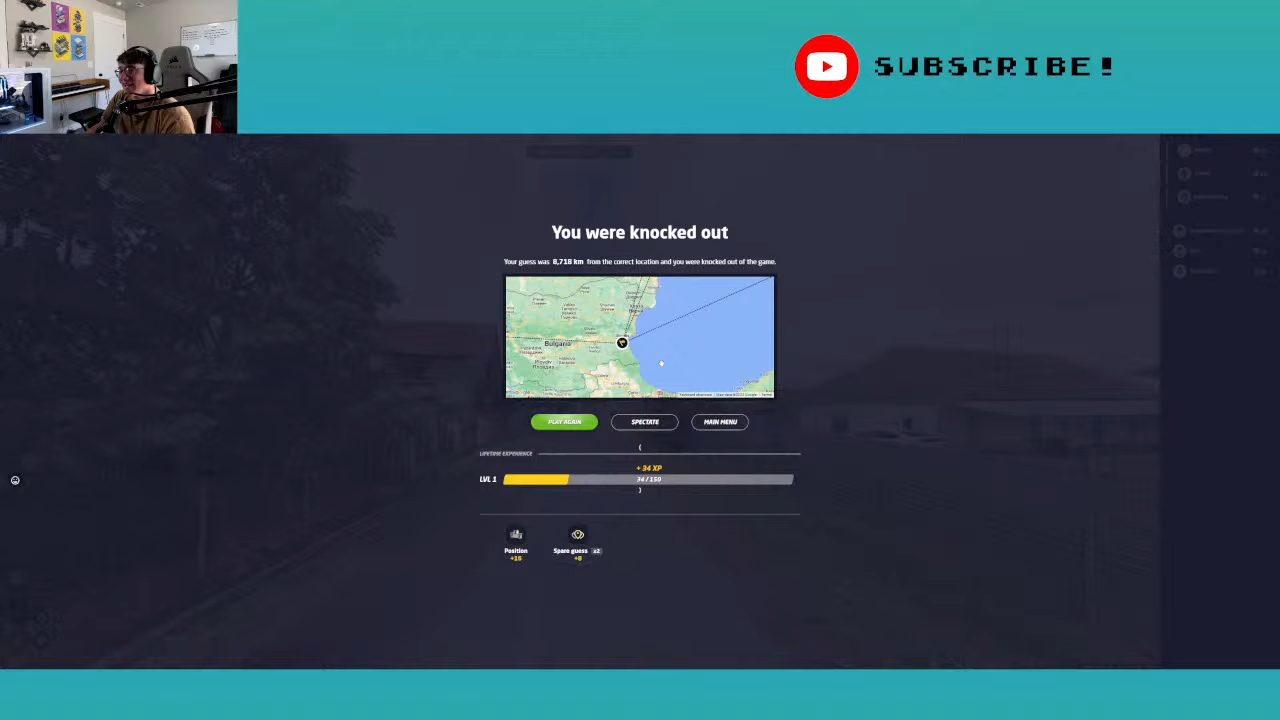 SUBSCRIBE!
You were knocked out
Your guess was 8,718 km from the correct location and you were knocked out of the game.
Bulgaria
Plovdiv
Пловдив
PLAY AGAIN
SPECTATE
MAIN MENU
(
LIFETIME EXPERIENCE
+ 34 XP
LVL 1
34 / 150
)
Position
+16
Spare guess x2